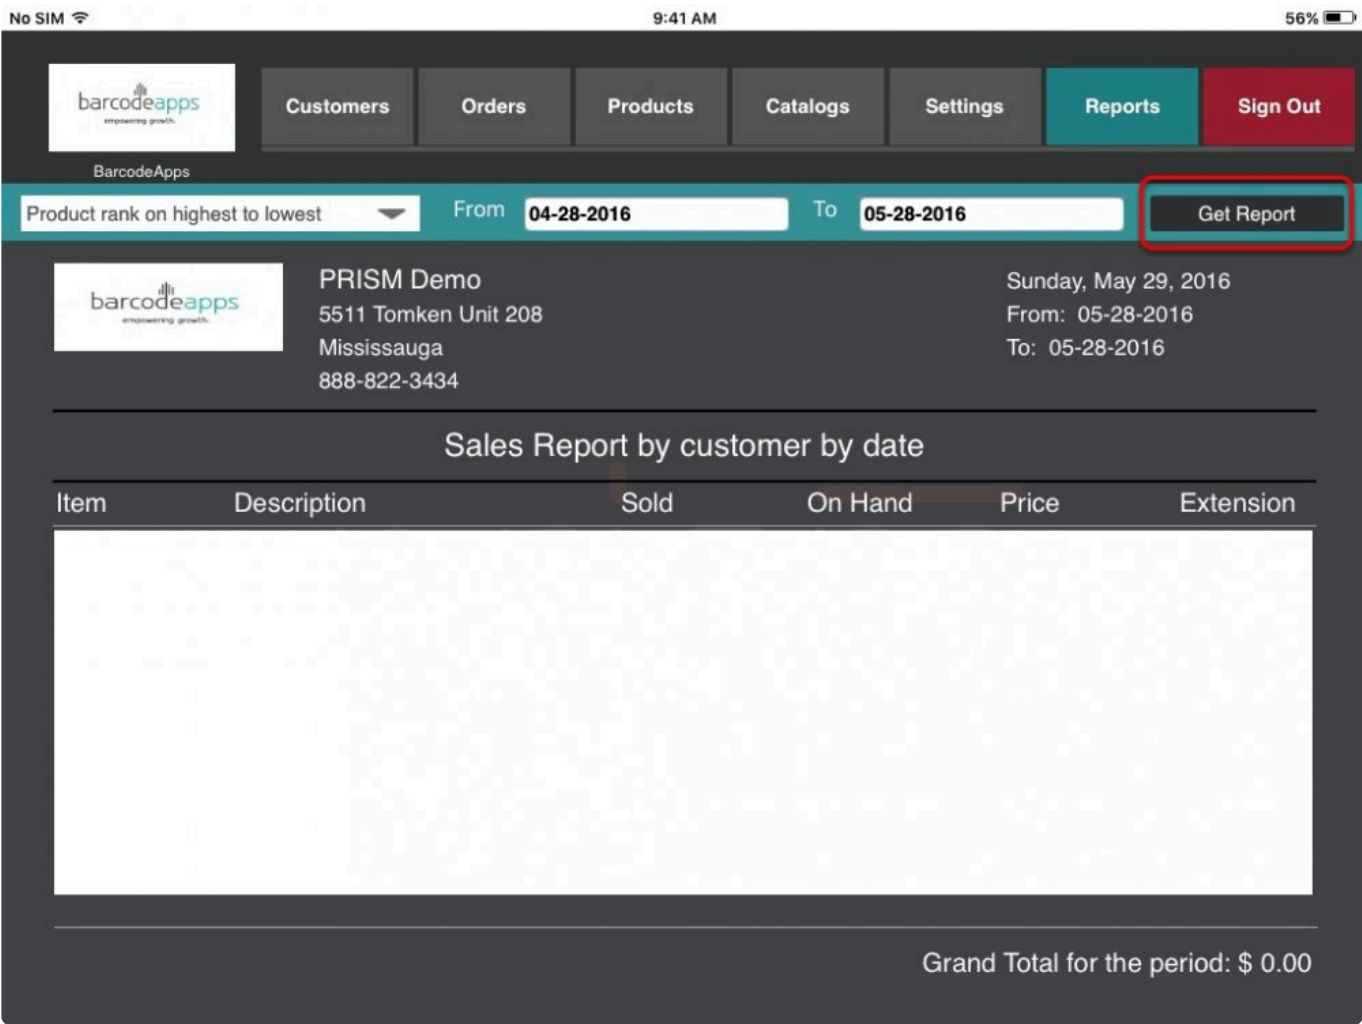 No SIM 9:41 AM 56%
barcodeapps
empowering growth.
Customers Orders Products Catalogs Settings Reports Sign Out
BarcodeApps
Product rank on highest to lowest From 04-28-2016 To 05-28-2016 Get Report
barcodeapps
empowering growth.
PRISM Demo
5511 Tomken Unit 208
Mississauga
888-822-3434
Sunday, May 29, 2016
From: 05-28-2016
To: 05-28-2016
Sales Report by customer by date
Item Description Sold On Hand Price Extension
Grand Total for the period: $ 0.00